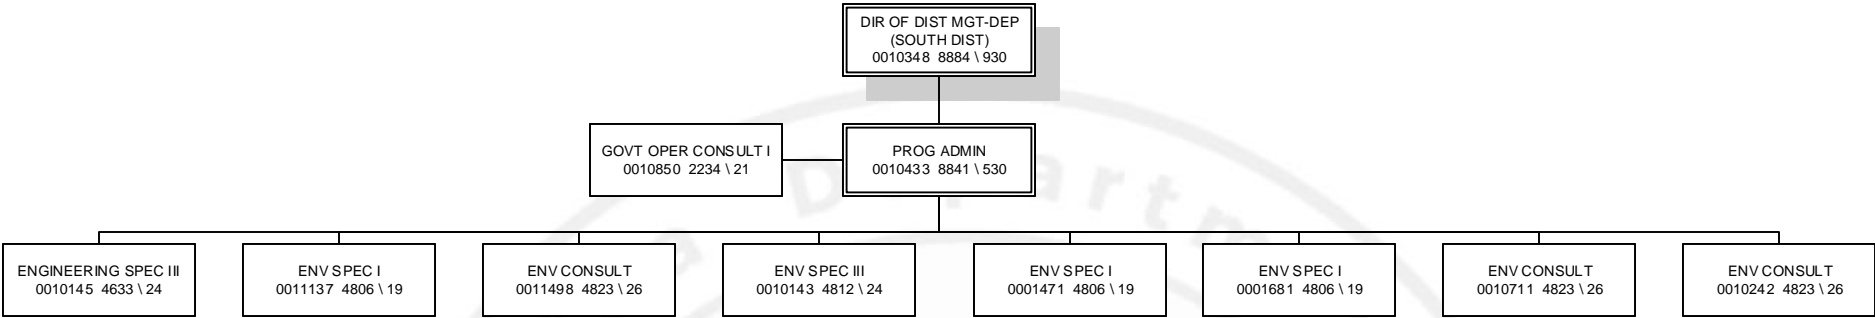 DIR OF DIST MGT-DEP
(SOUTH DIST)
0010348 8884 \ 930
GOVT OPER CONSULT I
0010850 2234 \ 21
PROG ADMIN
0010433 8841 \ 530
ENGINEERING SPEC III
0010145 4633 \ 24
ENV SPEC I
0011137 4806 \ 19
ENV CONSULT
0011498 4823 \ 26
ENV SPEC III
0010143 4812 \ 24
ENV SPEC I
0001471 4806 \ 19
ENV SPEC I
0001681 4806 \ 19
ENV CONSULT
0010711 4823 \ 26
ENV CONSULT
0010242 4823 \ 26